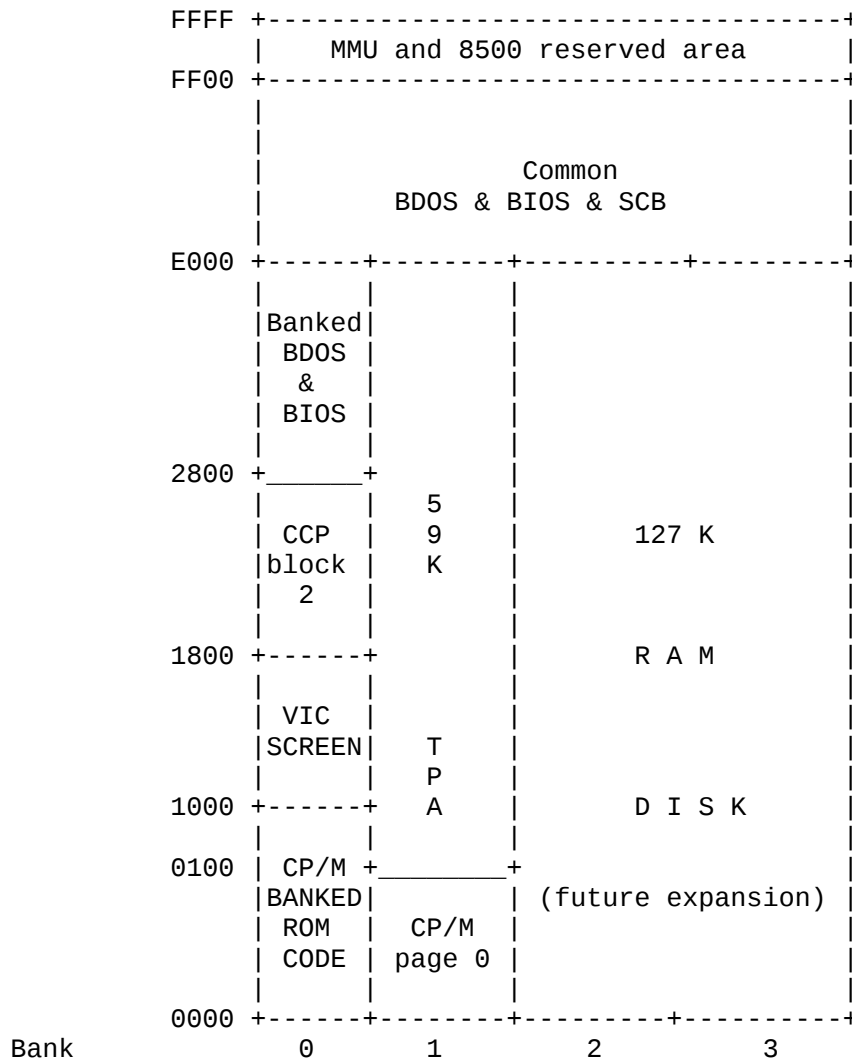 FFFF
MMU and 8500 reserved area
FF00
Common
BDOS & BIOS & SCB
E000
Banked
BDOS
&
BIOS
2800
5
CCP 9 127 K
block K
2
1800 R A M
VIC
SCREEN T
P
1000 A D I S K
0100 CP/M
BANKED (future expansion)
ROM CP/M
CODE page 0
0000
Bank 0 1 2 3